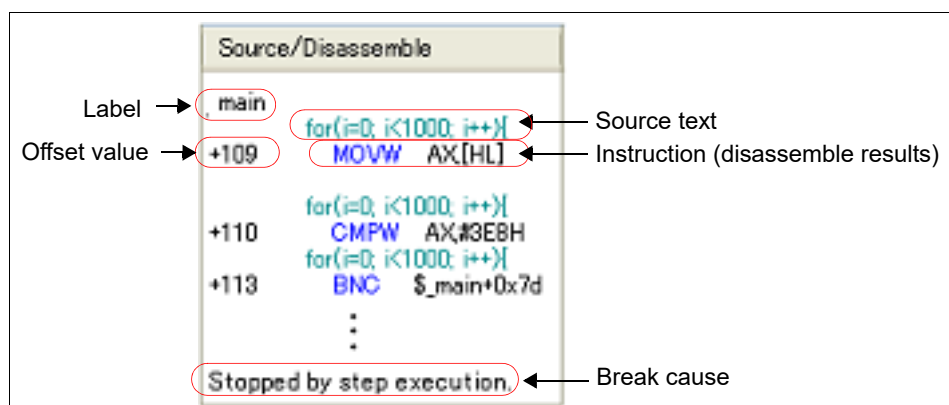 Source/Disassemble
Label
_main
for(i=0; i<1000; i++){
Source text
Offset value
+109 MOVW AX,[HL]
Instruction (disassemble results)
for(i=0; i<1000; i++){
+110 CMPW AX,#3E8H
for(i=0; i<1000; i++){
+113 BNC $_main+0x7d
Stopped by step execution.
Break cause